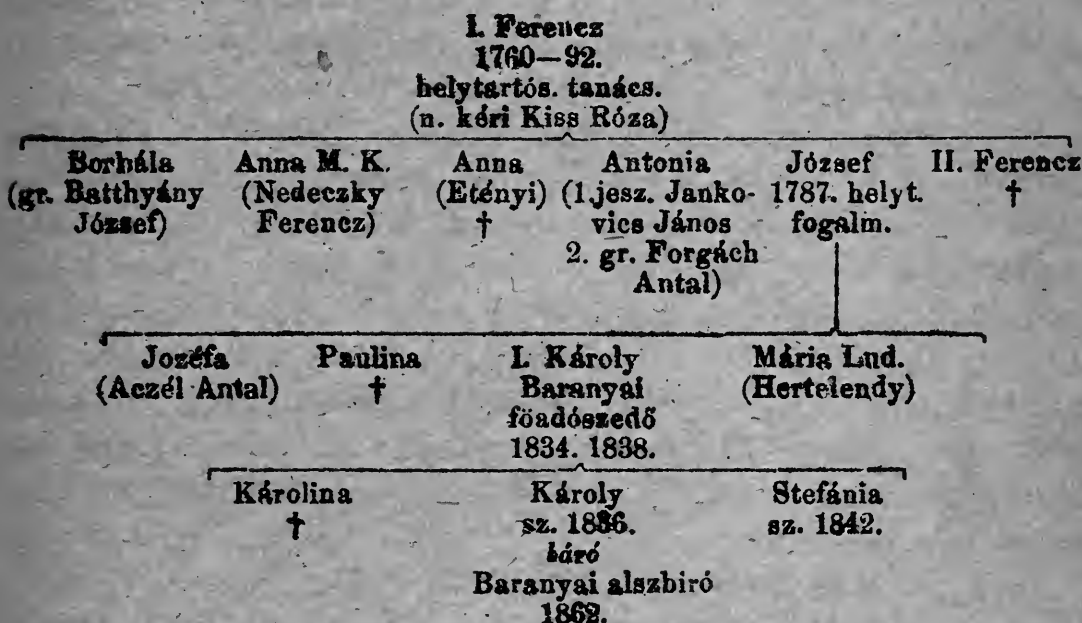 I. Ferencz
1760—92.
helytartós. tanács.
(n. kéri Kiss Róza)
Borbála Anna M. K. Anna Antonia József II. Ferencz
(gr. Batthyány (Nedeczky (Etényi) (1. jesz. Janko- 1787. helyt. †
József) Ferencz) † vics János fogalm.
2. gr. Forgách
Antal)
Jozéfa Paulina I. Károly Mária Lud.
(Aczél Antal) † Baranyai (Hertelendy)
föadószedő
1834. 1838.
Károlina Károly Stefánia
† sz. 1836. sz. 1842.
báró
Baranyai alszbiró
1862.